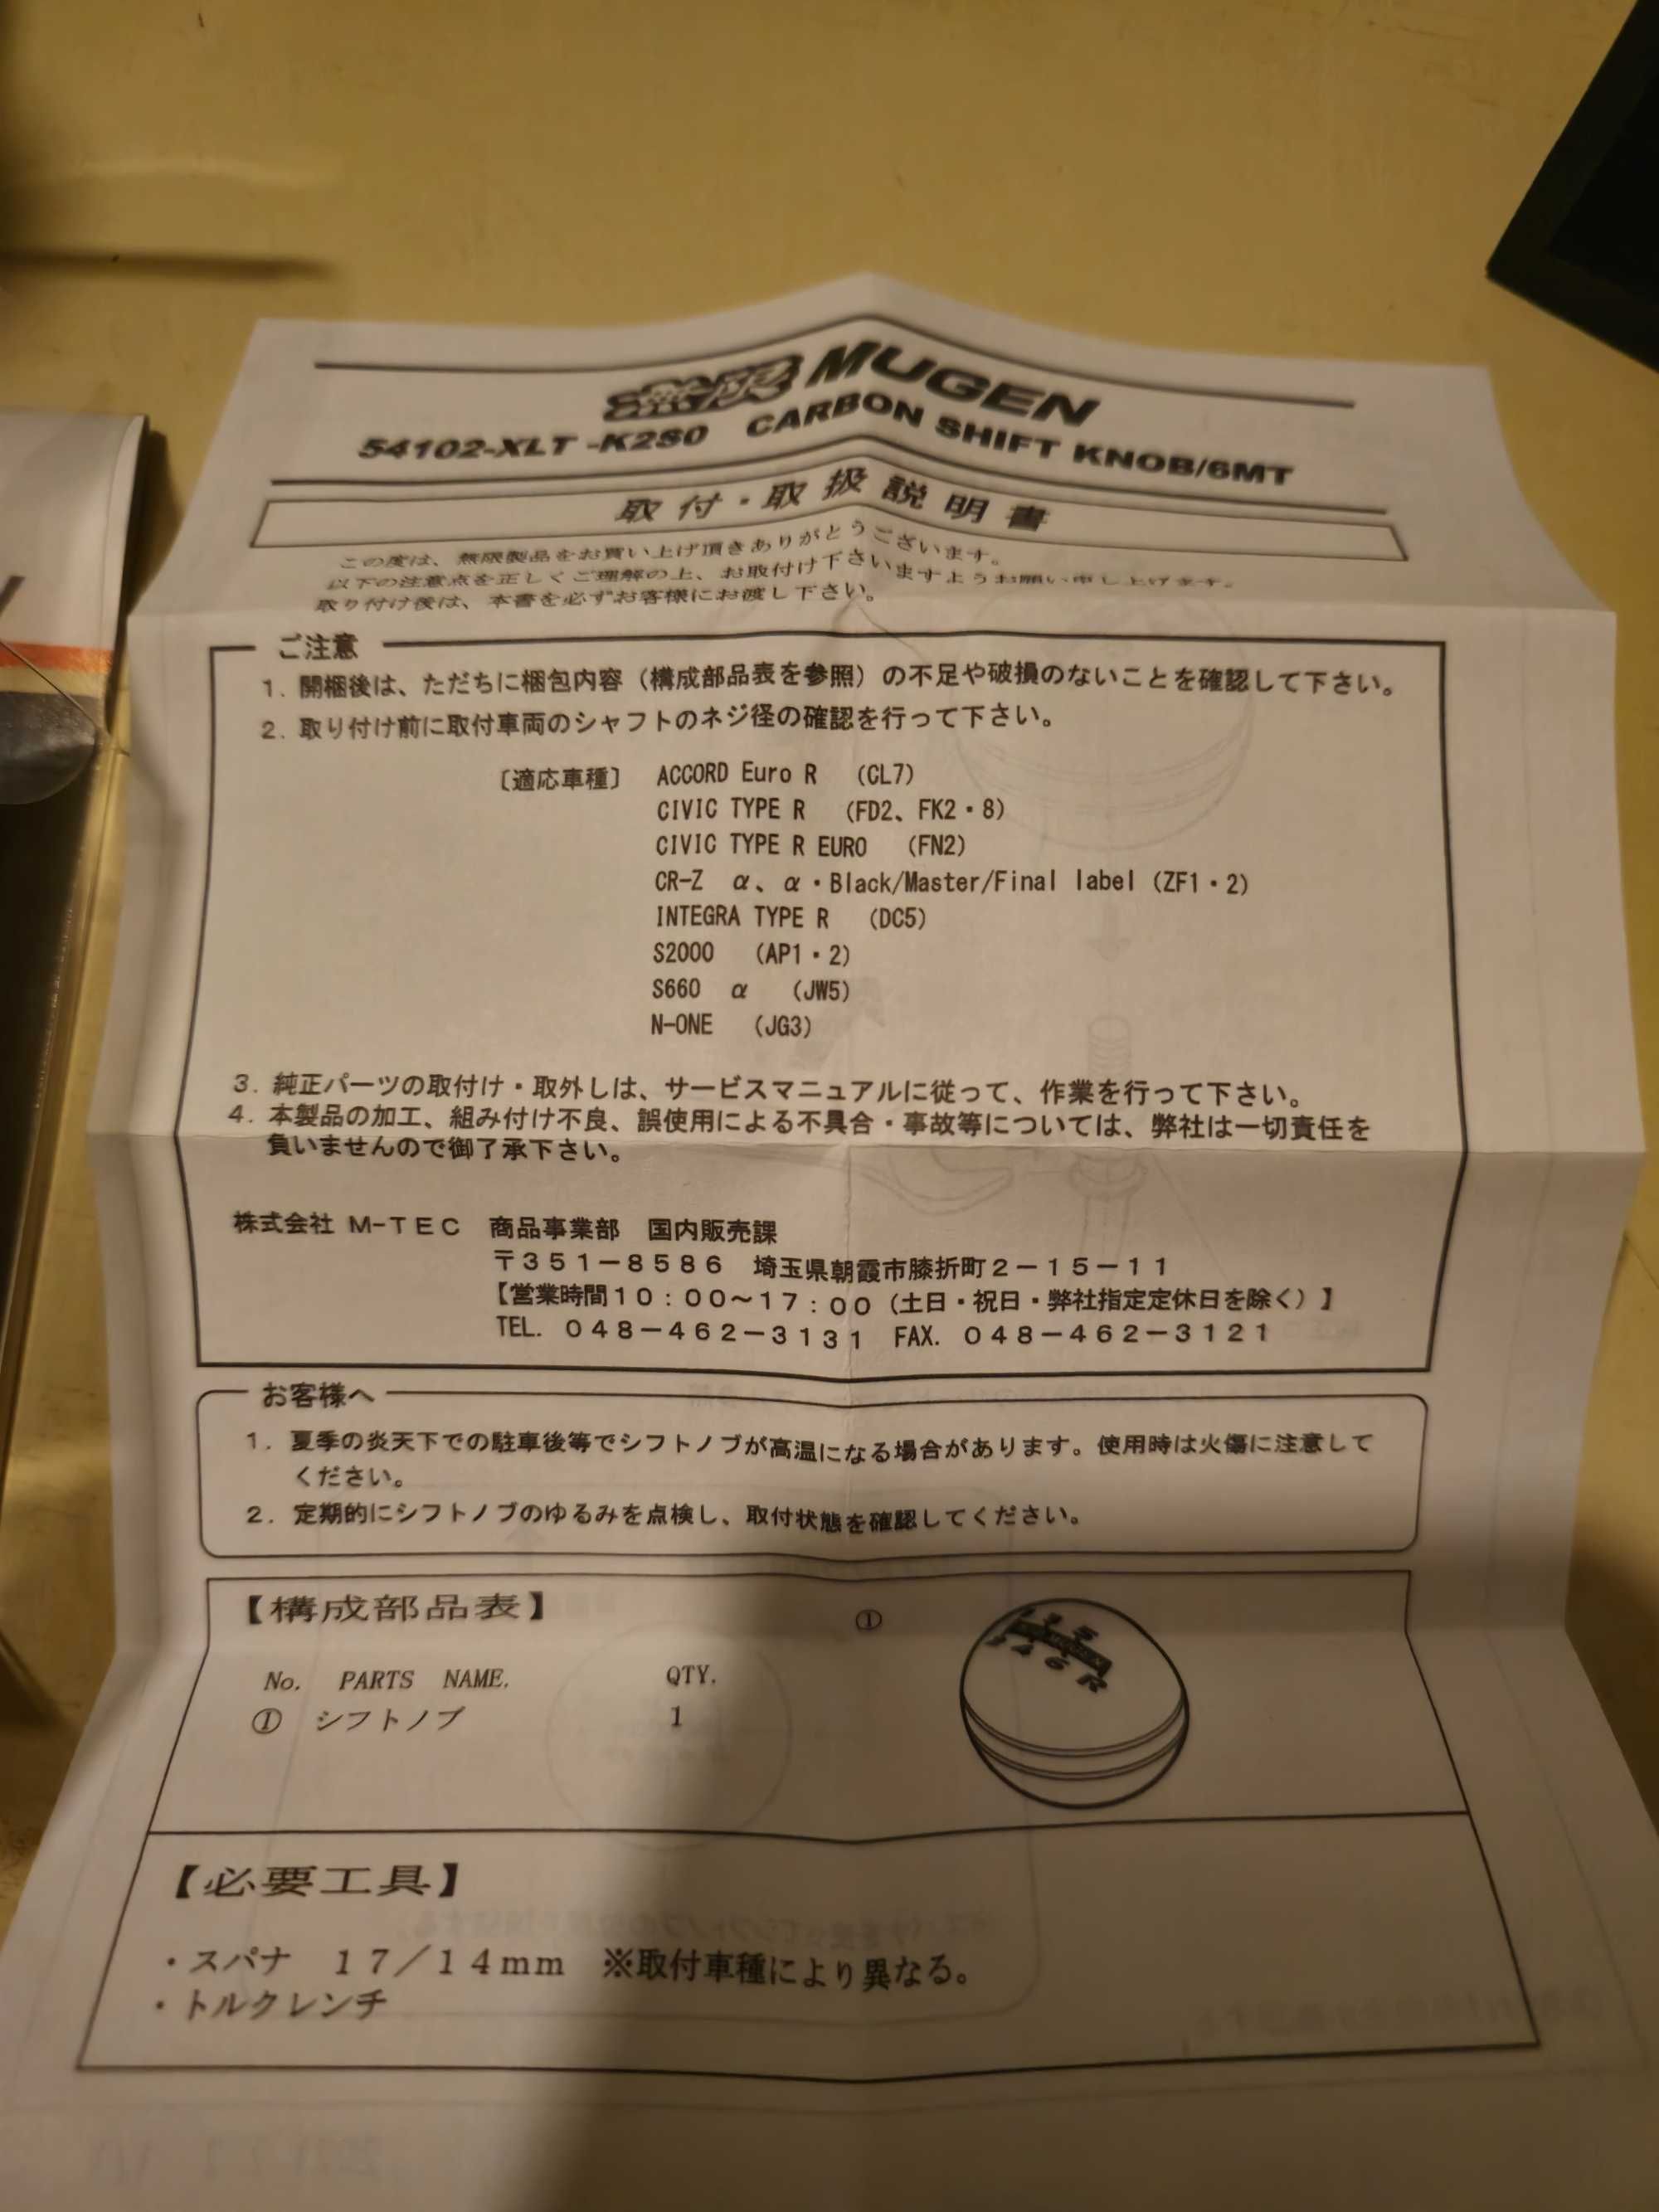 無限 MUGEN
54102-XLT -K2S0 CARBON SHIFT KNOB/6MT
取付・取扱説明書
この度は、無限製品をお買い上げ頂きありがとうございます。
以下の注意点を正しくご理解の上、お取付け下さいますようお願い申し上げます。
取り付け後は、本書を必ずお客様にお渡し下さい。
ご注意
1. 開梱後は、ただちに梱包内容（構成部品表を参照）の不足や破損のないことを確認して下さい。
2. 取り付け前に取付車両のシャフトのネジ径の確認を行って下さい。
〔適応車種〕 ACCORD Euro R （CL7）
CIVIC TYPE R （FD2、FK2・8）
CIVIC TYPE R EURO （FN2）
CR-Z α、α・Black/Master/Final label（ZF1・2）
INTEGRA TYPE R （DC5）
S2000 （AP1・2）
S660 α （JW5）
N-ONE （JG3）
3. 純正パーツの取付け・取外しは、サービスマニュアルに従って、作業を行って下さい。
4. 本製品の加工、組み付け不良、誤使用による不具合・事故等については、弊社は一切責任を
負いませんので御了承下さい。
株式会社 M-TEC 商品事業部 国内販売課
〒351-8586 埼玉県朝霞市膝折町2-15-11
【営業時間10：00～17：00（土日・祝日・弊社指定定休日を除く）】
TEL. 048-462-3131 FAX. 048-462-3121
お客様へ
1. 夏季の炎天下での駐車後等でシフトノブが高温になる場合があります。使用時は火傷に注意して
ください。
2. 定期的にシフトノブのゆるみを点検し、取付状態を確認してください。
【構成部品表】
①
No. PARTS NAME. QTY.
① シフトノブ 1
【必要工具】
・スパナ 17／14mm ※取付車種により異なる。
・トルクレンチ